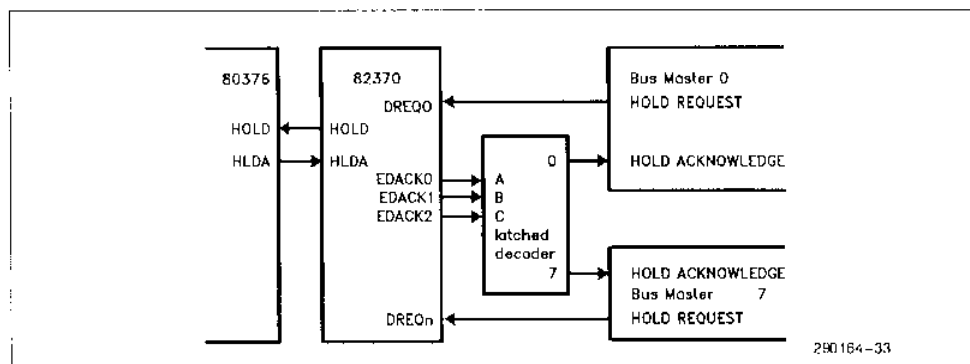 80376
82370
Bus Master 0
DREQ0
HOLD REQUEST
HOLD
HOLD
HLDA
HLDA
0
HOLD ACKNOWLEDGE
EDACK0
A
EDACK1
B
EDACK2
C
latched
decoder
7
HOLD ACKNOWLEDGE
Bus Master 7
DREQn
HOLD REQUEST
290164-33